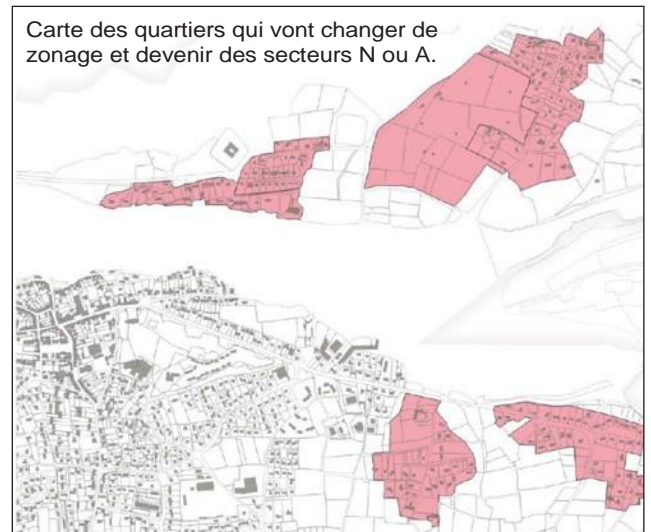 Carte des quartiers qui vont changer de
zonage et devenir des secteurs N ou A.